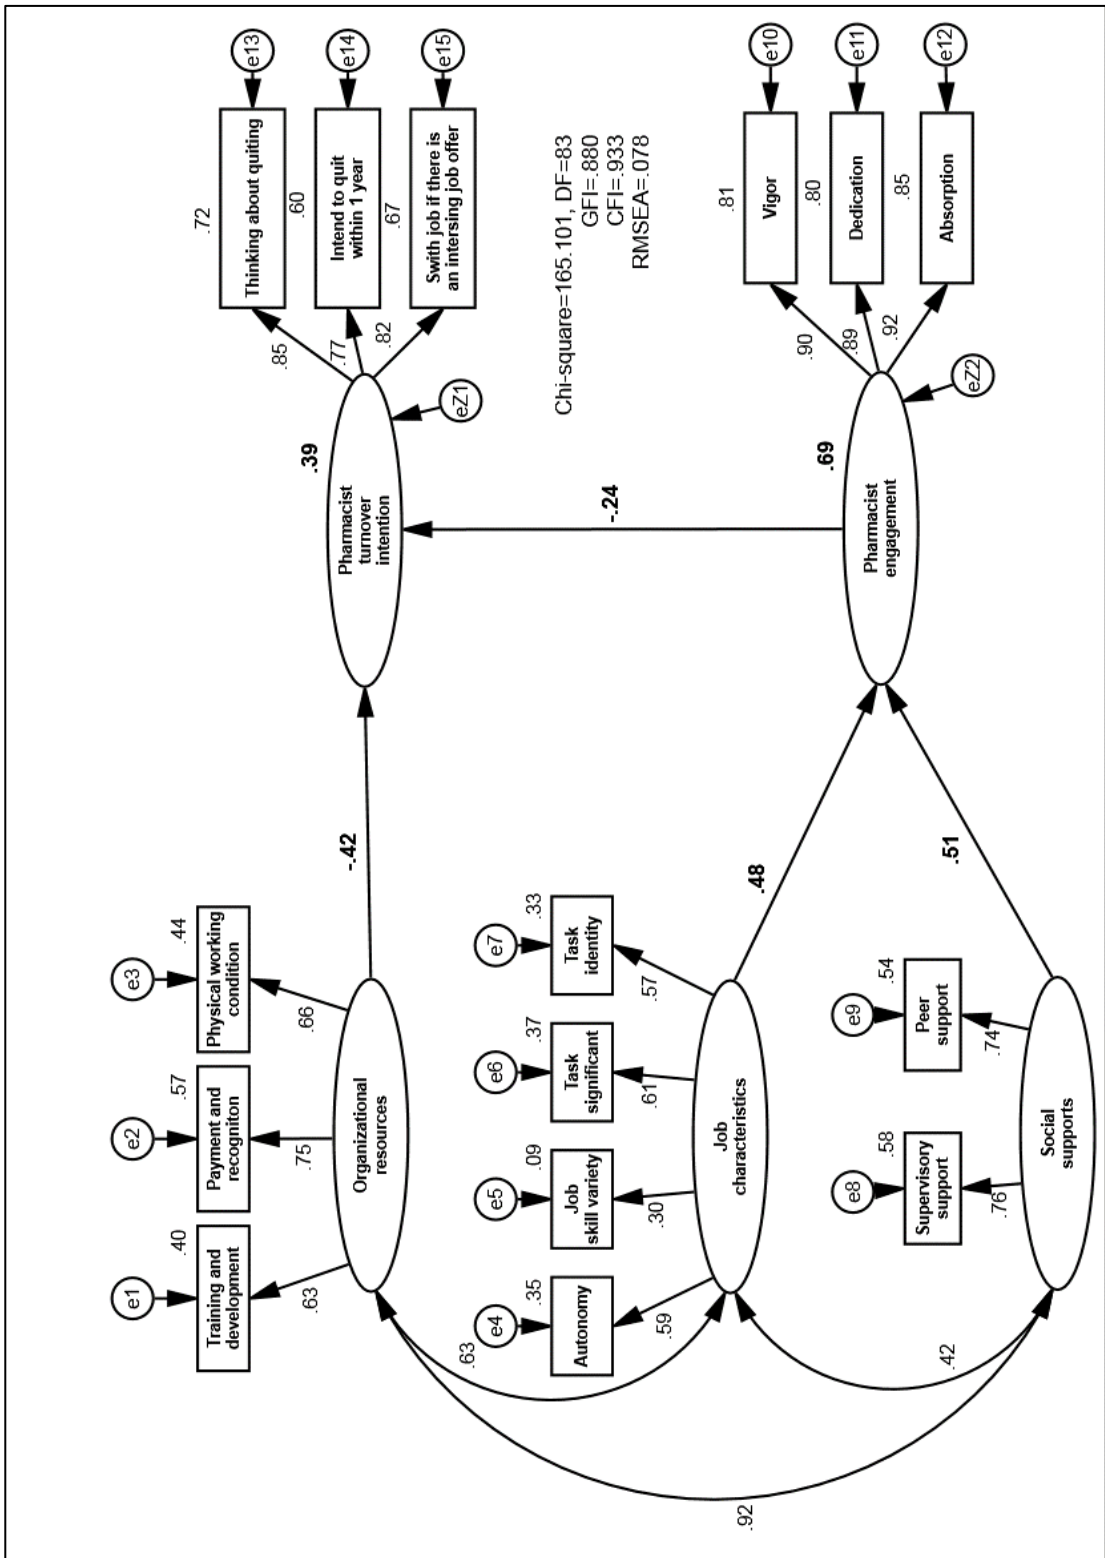 e1
e2
e3
.40
.57
.44
Training and
development
Payment and
recogniton
Physical working
condition
.63
.75
.66
Organizational
resources
-.42
e13
e14
e15
Thinking about quiting
.72
Intend to quit
within 1 year
.60
Swith job if there is
an intersing job offer
.67
.85
.77
.82
Pharmacist
turnover
intention
.39
eZ1
Chi-square=165.101, DF=83
GFI=.880
CFI=.933
RMSEA=.078
-.24
.63
.92
e4
e5
e6
e7
.35
.09
.37
.33
Autonomy
Job
skill variety
Task
significant
Task
identity
.59
.30
.61
.57
Job
characteristics
.48
.42
e8
e9
.58
.54
Supervisory
support
Peer
support
.76
.74
Social
supports
.51
e10
e11
e12
Vigor
.81
Dedication
.80
Absorption
.85
.90
.89
.92
Pharmacist
engagement
.69
eZ2